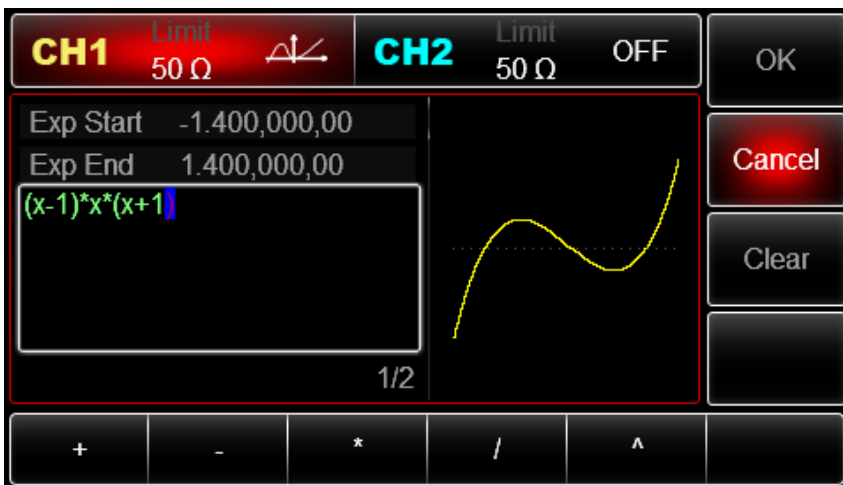 CH1 Limit 50 Ω CH2 Limit 50 Ω OFF
OK
Exp Start -1.400,000,00
Exp End 1.400,000,00
Cancel
(x-1)*x*(x+1)
Clear
1/2
+ - * / ^